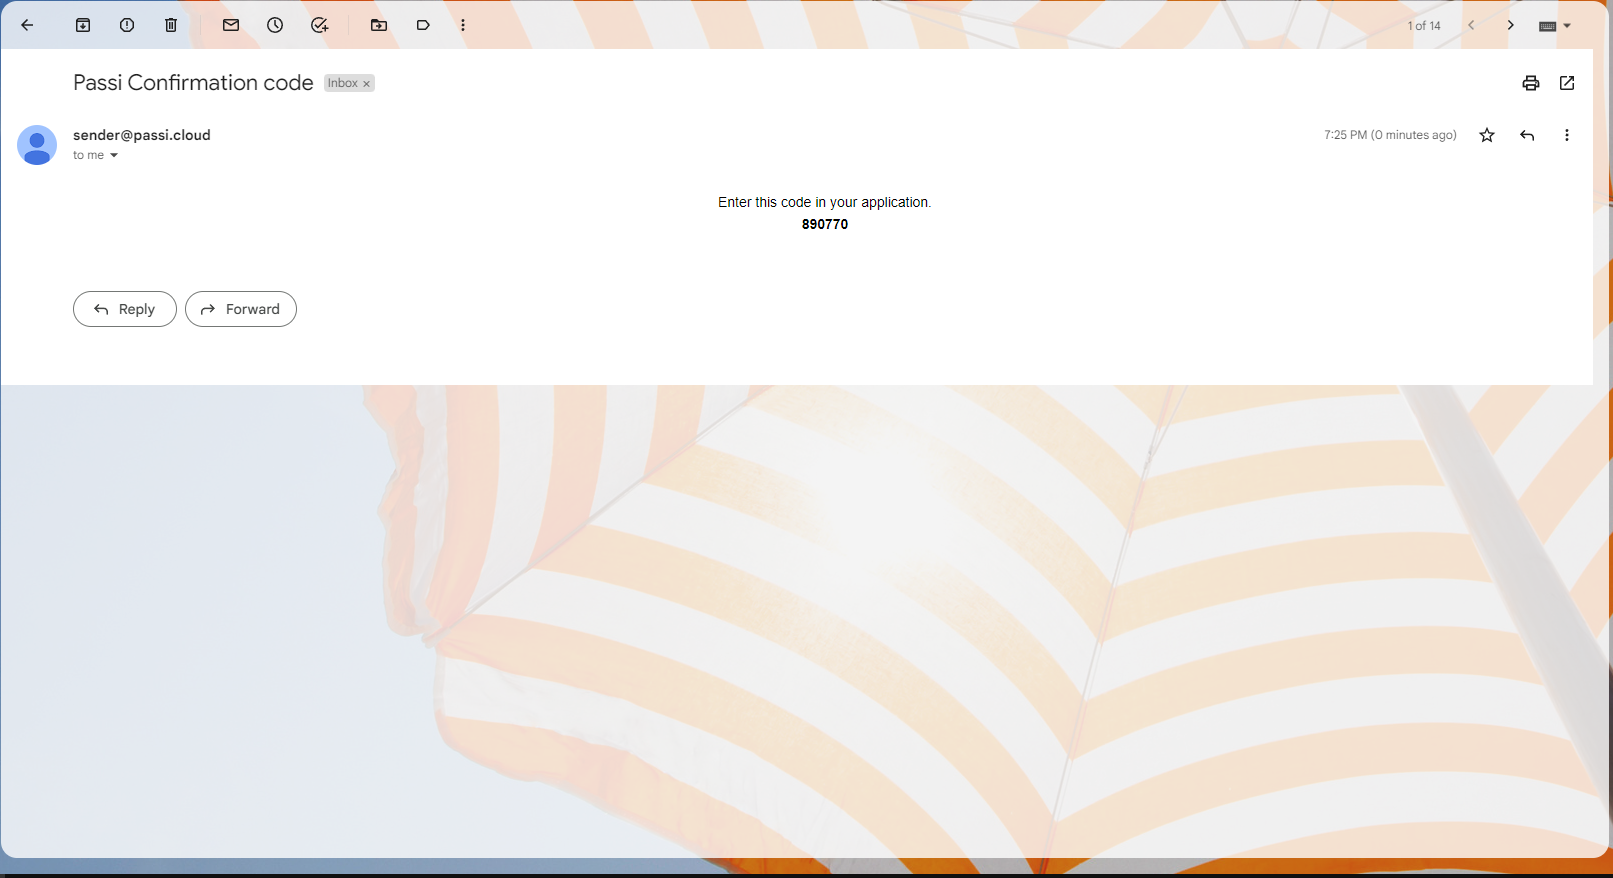 1 of 14
Passi Confirmation code
Inbox ×
sender@passi.cloud
7:25 PM (0 minutes ago)
to me
Enter this code in your application.
890770
Reply
Forward